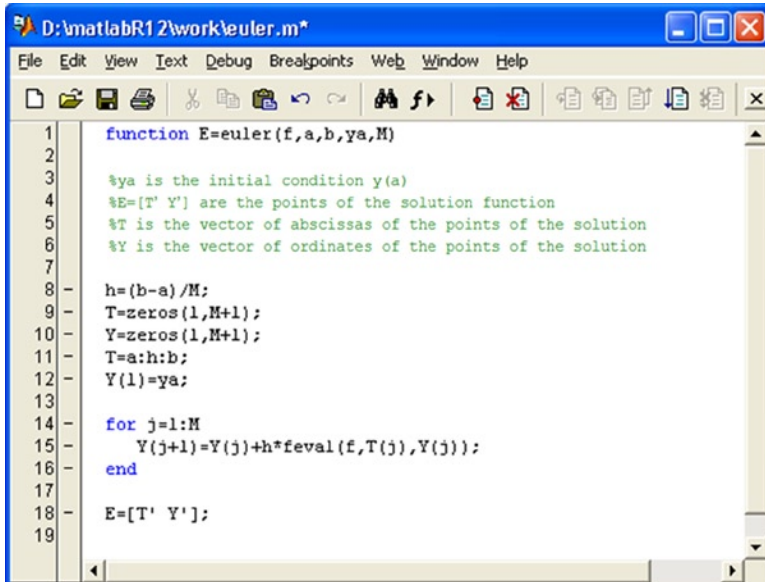 D:\matlabR12\work\euler.m*
File Edit View Text Debug Breakpoints Web Window Help
1 function E=euler(f,a,b,ya,M)
2
3 %ya is the initial condition y(a)
4 %E=[T' Y'] are the points of the solution function
5 %T is the vector of abscissas of the points of the solution
6 %Y is the vector of ordinates of the points of the solution
7
8 - h=(b-a)/M;
9 - T=zeros(1,M+1);
10 - Y=zeros(1,M+1);
11 - T=a:h:b;
12 - Y(1)=ya;
13
14 - for j=1:M
15 - Y(j+1)=Y(j)+h*feval(f,T(j),Y(j));
16 - end
17
18 - E=[T' Y'];
19